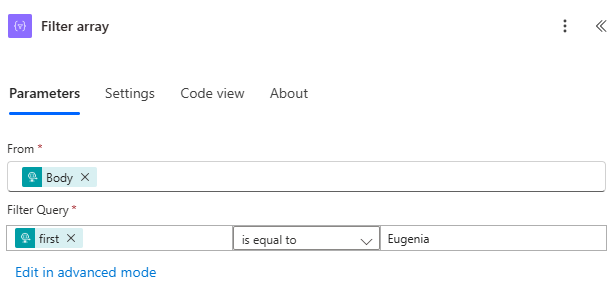 Filter array
Parameters Settings Code view About
From *
Body
Filter Query *
first is equal to Eugenia
Edit in advanced mode